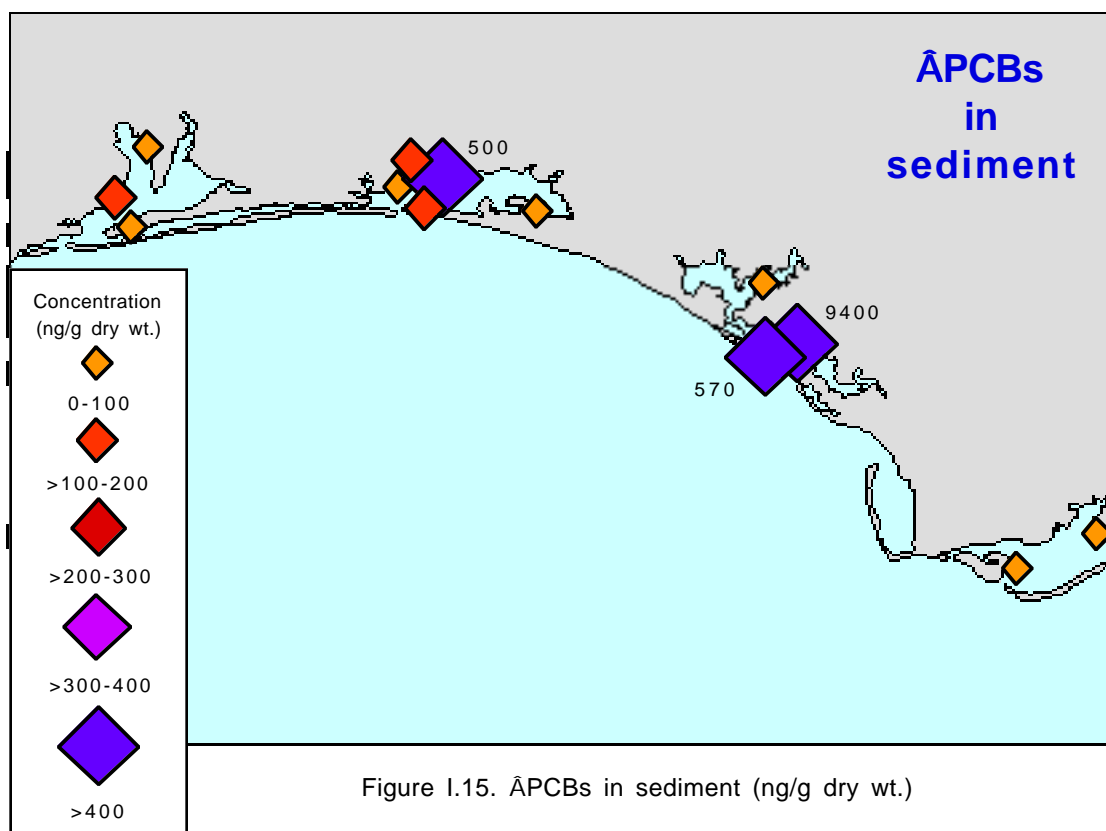 ÂPCBs
in
sediment
500
9400
570
Concentration
(ng/g dry wt.)
0-100
>100-200
>200-300
>300-400
>400
Figure I.15. ÂPCBs in sediment (ng/g dry wt.)